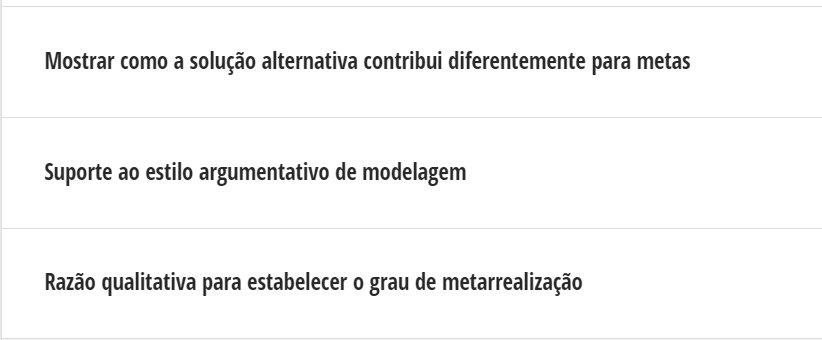 Mostrar como a solução alternativa contribui diferentemente para metas
Suporte ao estilo argumentativo de modelagem
Razão qualitativa para estabelecer o grau de metarrealização